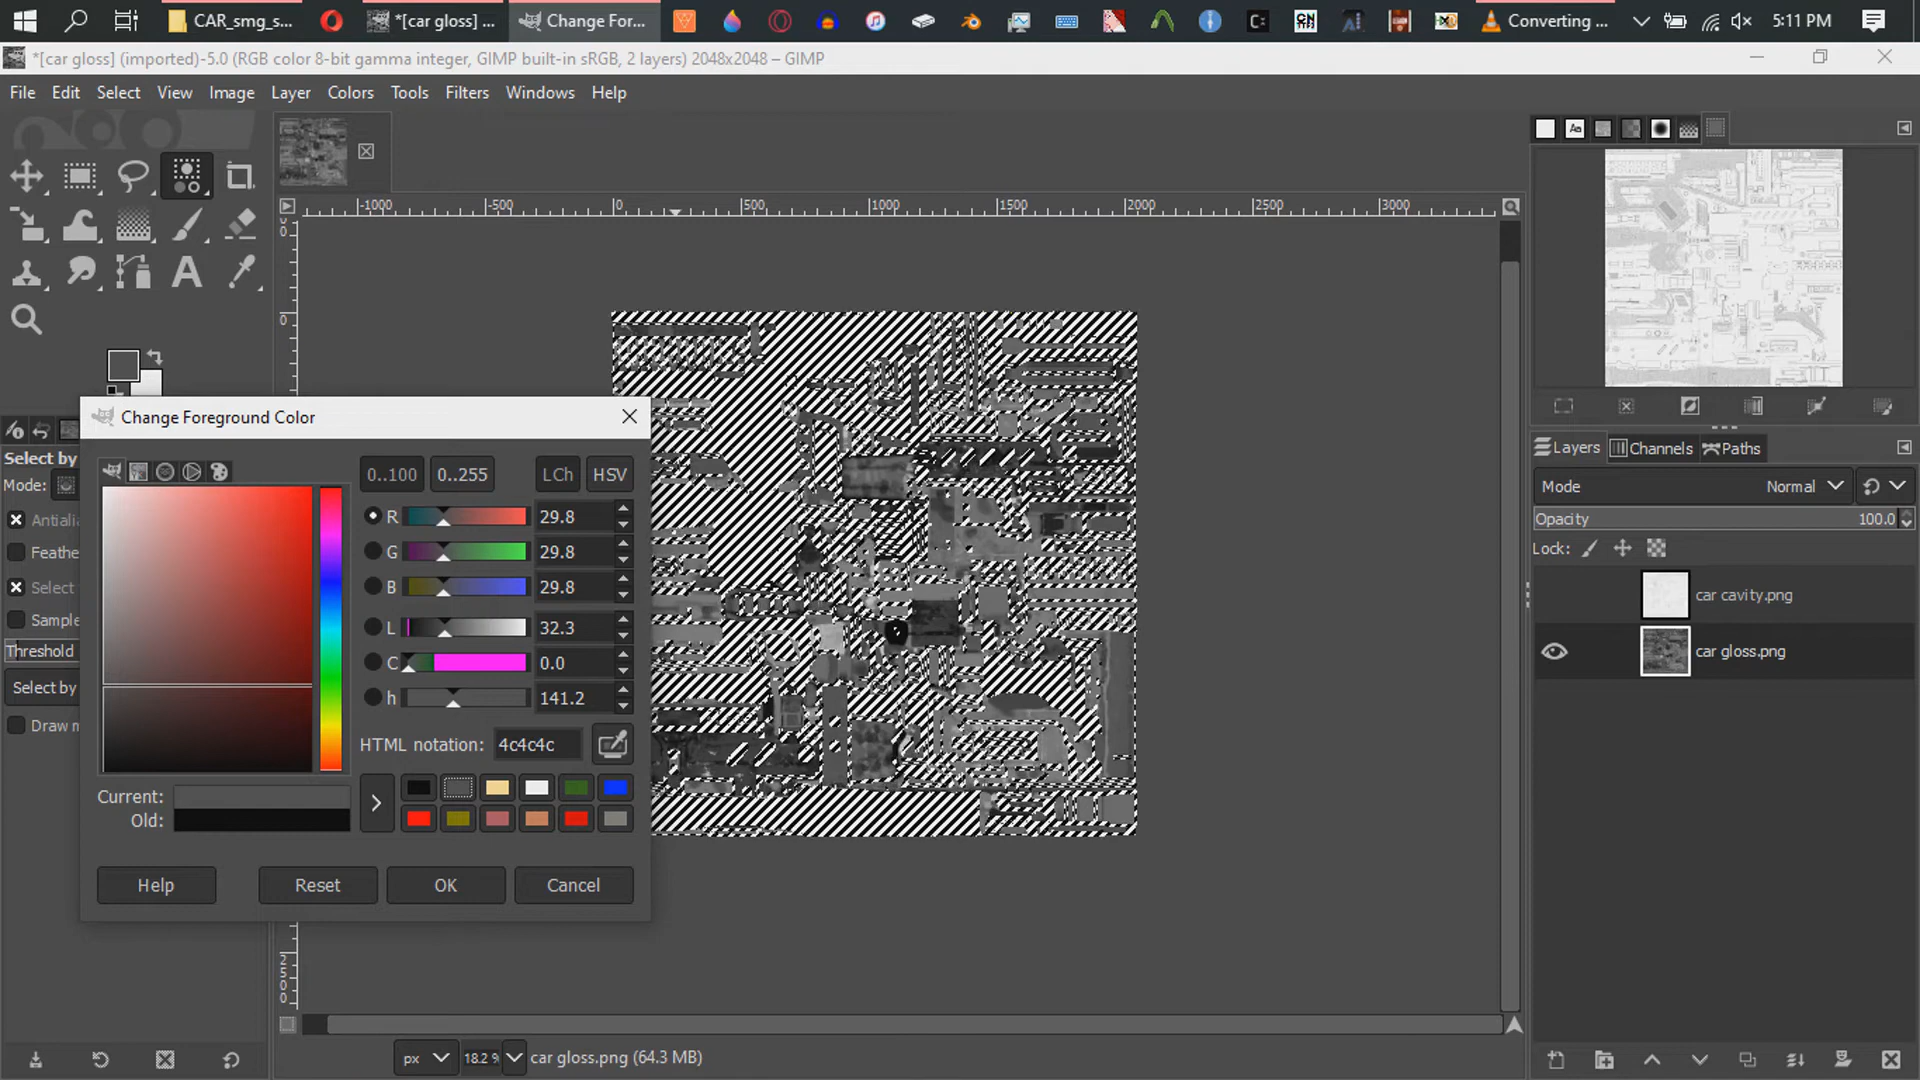 CAR_smg_s...
*[car gloss] ...
Change For...
Converting ...
5:11 PM
*[car gloss] (imported)-5.0 (RGB color 8-bit gamma integer, GIMP built-in sRGB, 2 layers) 2048x2048 – GIMP
File Edit Select View Image Layer Colors Tools Filters Windows Help
-1000 -500 0 500 1000 1500 2000 2500 3000
0
0
2500
Change Foreground Color
0..100 0..255 LCh HSV
R 29.8
G 29.8
B 29.8
L 32.3
C 0.0
h 141.2
HTML notation: 4c4c4c
Current:
Old:
Help Reset OK Cancel
Select by
Mode:
Antiali
Feathe
Select
Sample
Threshold
Select by
Draw m
Layers Channels Paths
Mode Normal
Opacity 100.0
Lock:
car cavity.png
car gloss.png
px 18.2 % car gloss.png (64.3 MB)